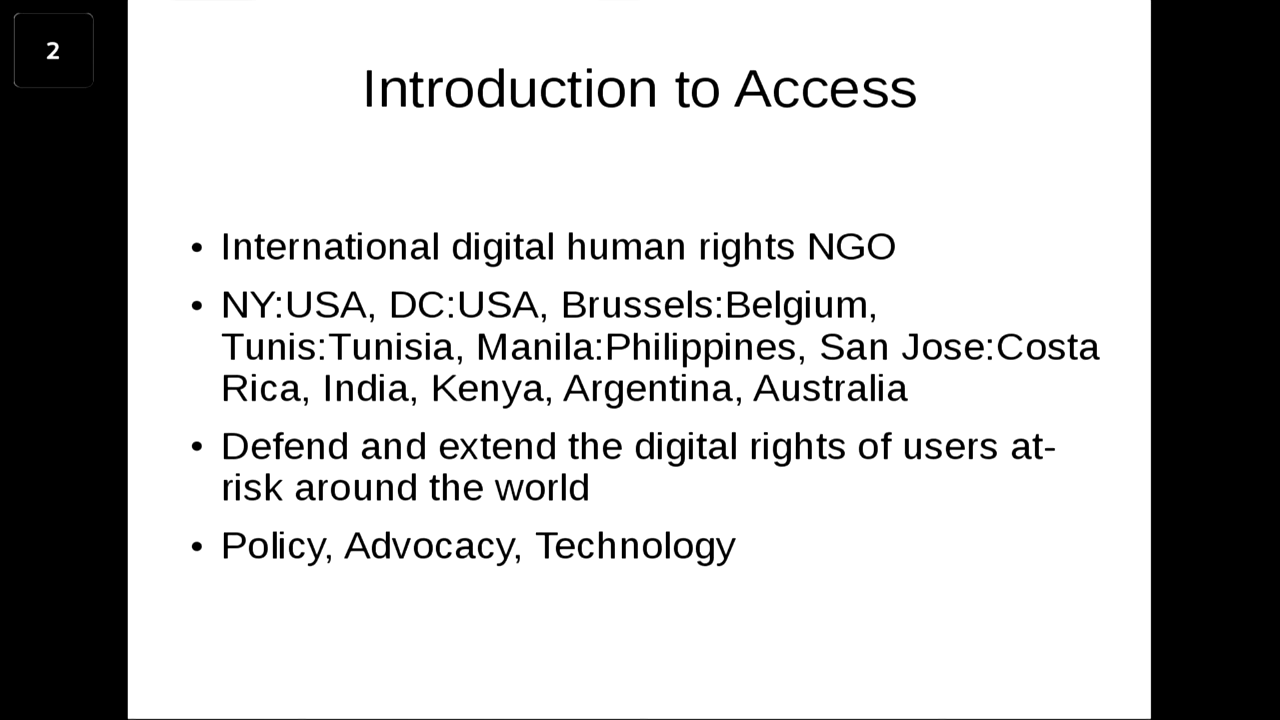 2
Introduction to Access
• International digital human rights NGO
• NY:USA, DC:USA, Brussels:Belgium,
Tunis:Tunisia, Manila:Philippines, San Jose:Costa
Rica, India, Kenya, Argentina, Australia
• Defend and extend the digital rights of users at-
risk around the world
• Policy, Advocacy, Technology